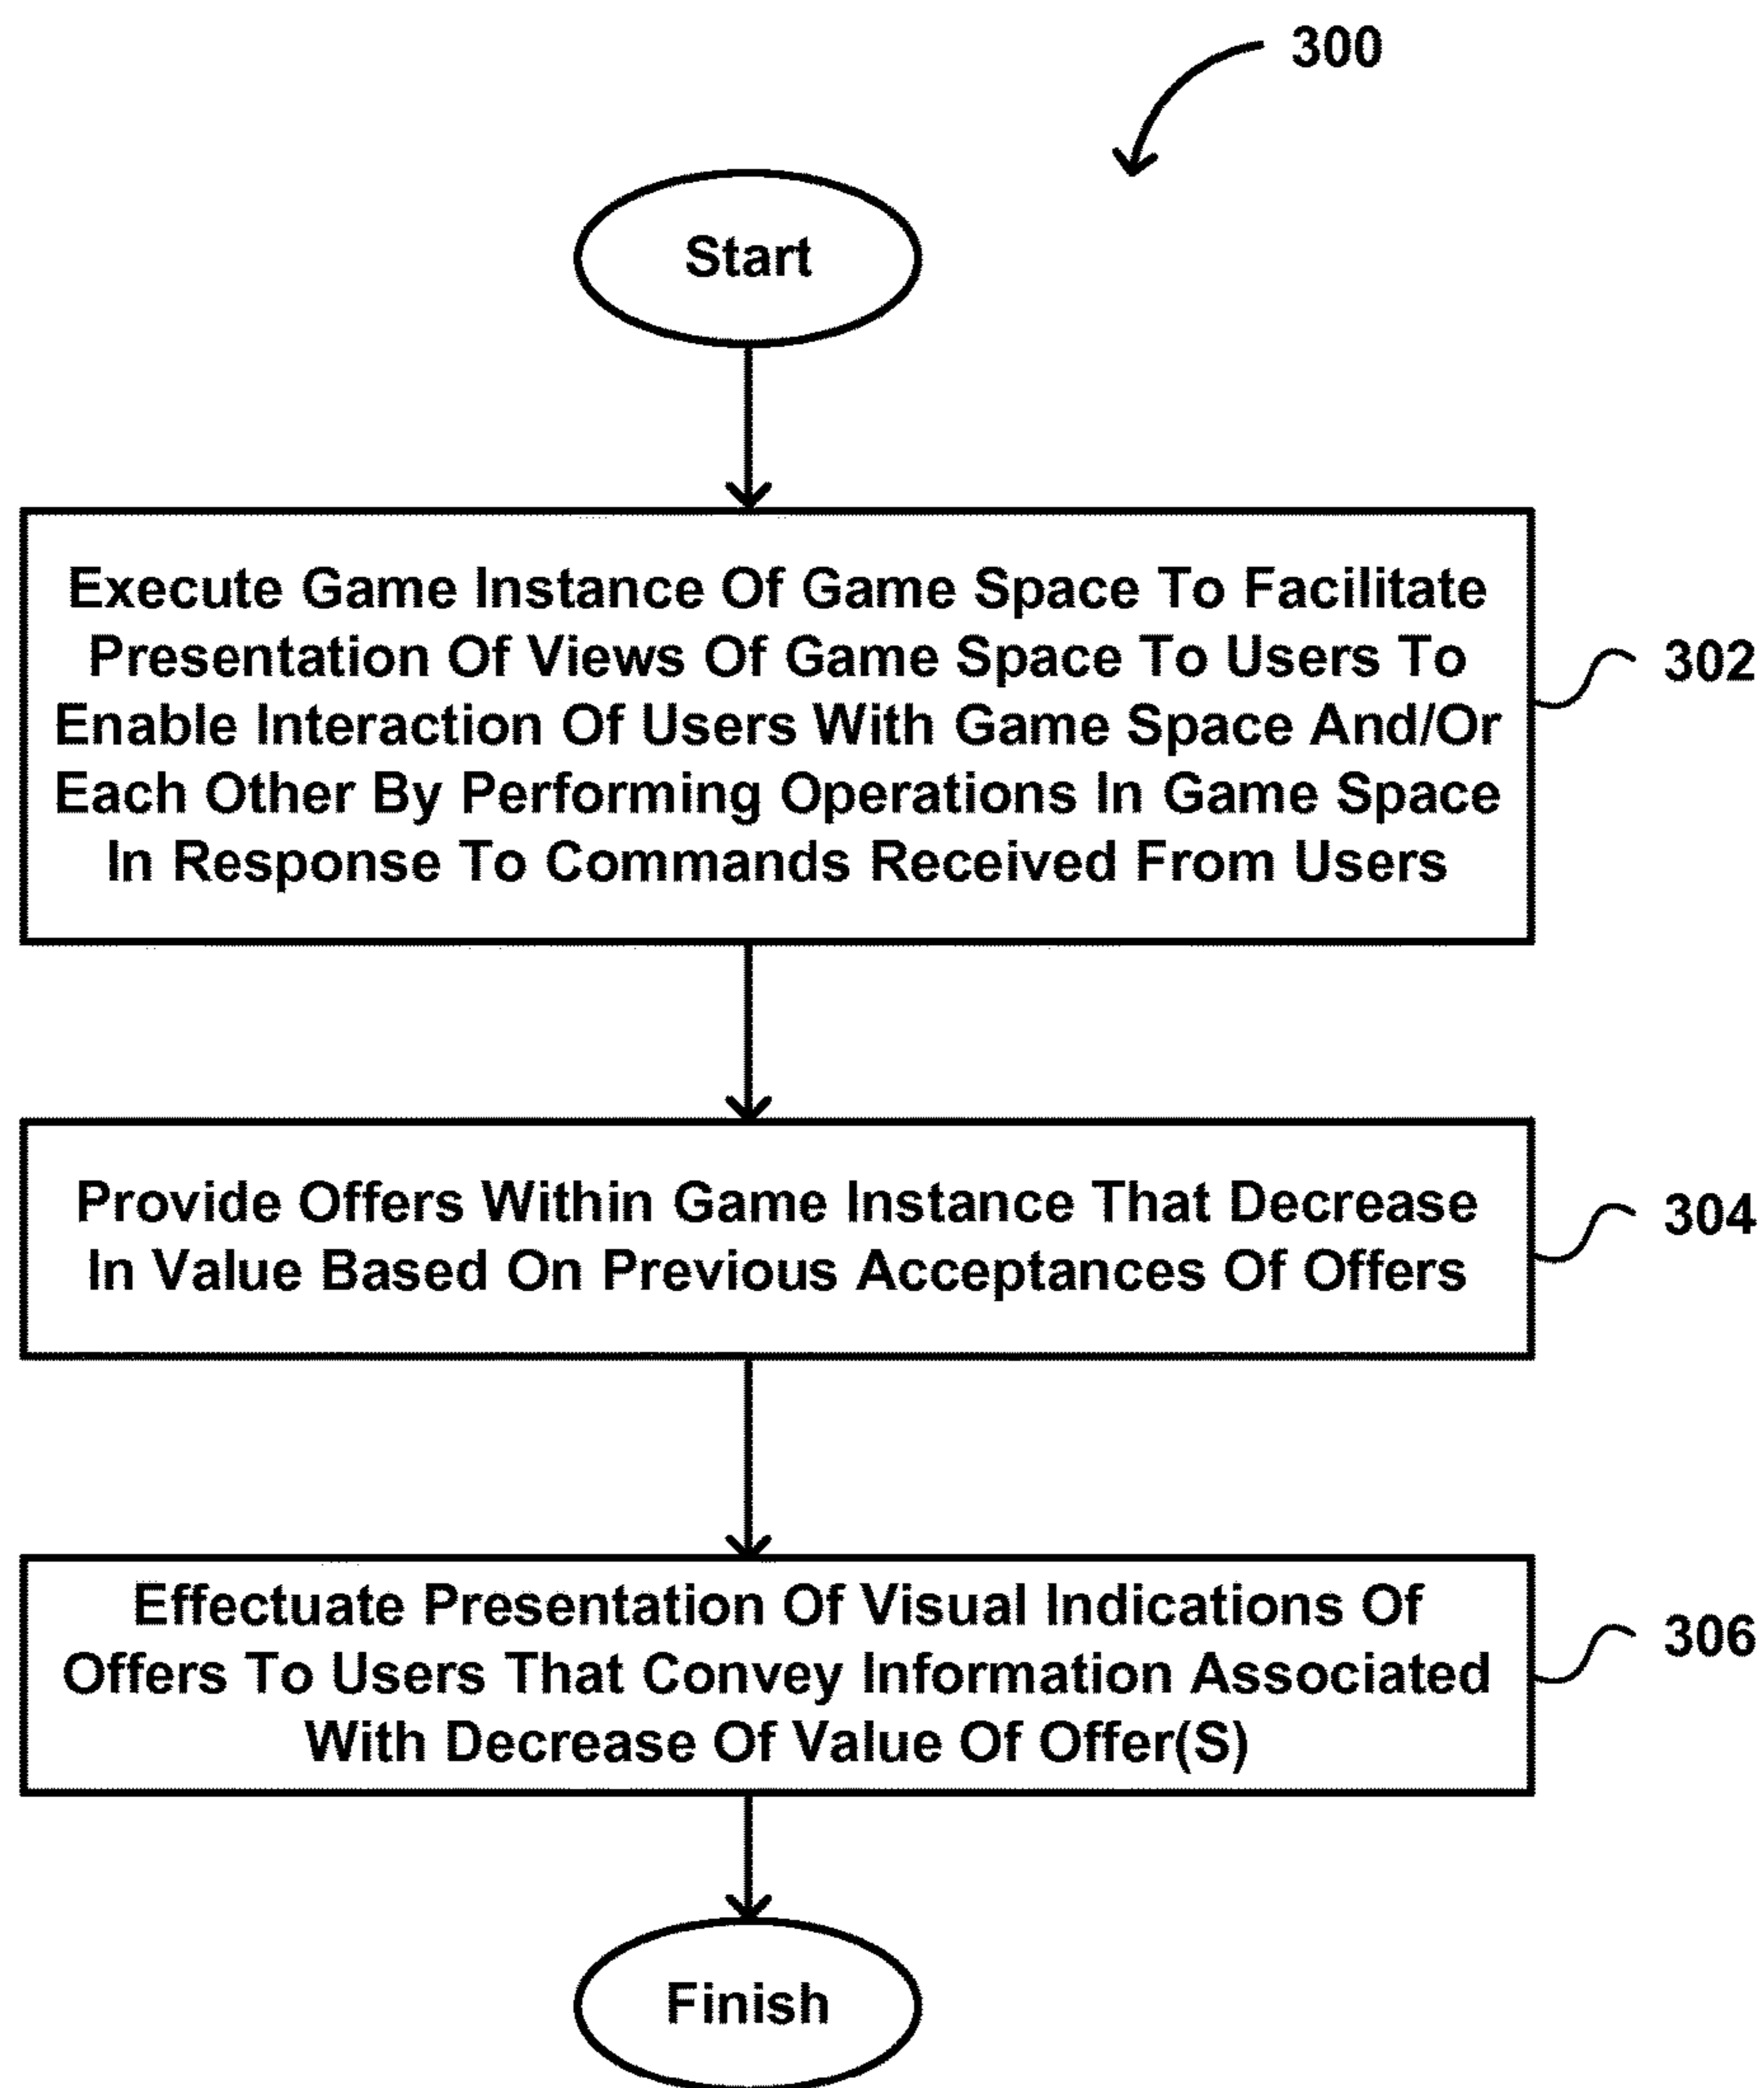 300
Start
Execute Game Instance Of Game Space To Facilitate
Presentation Of Views Of Game Space To Users To
Enable Interaction Of Users With Game Space And/Or
Each Other By Performing Operations In Game Space
In Response To Commands Received From Users
302
Provide Offers Within Game Instance That Decrease
In Value Based On Previous Acceptances Of Offers
304
Effectuate Presentation Of Visual Indications Of
Offers To Users That Convey Information Associated
With Decrease Of Value Of Offer(S)
306
Finish